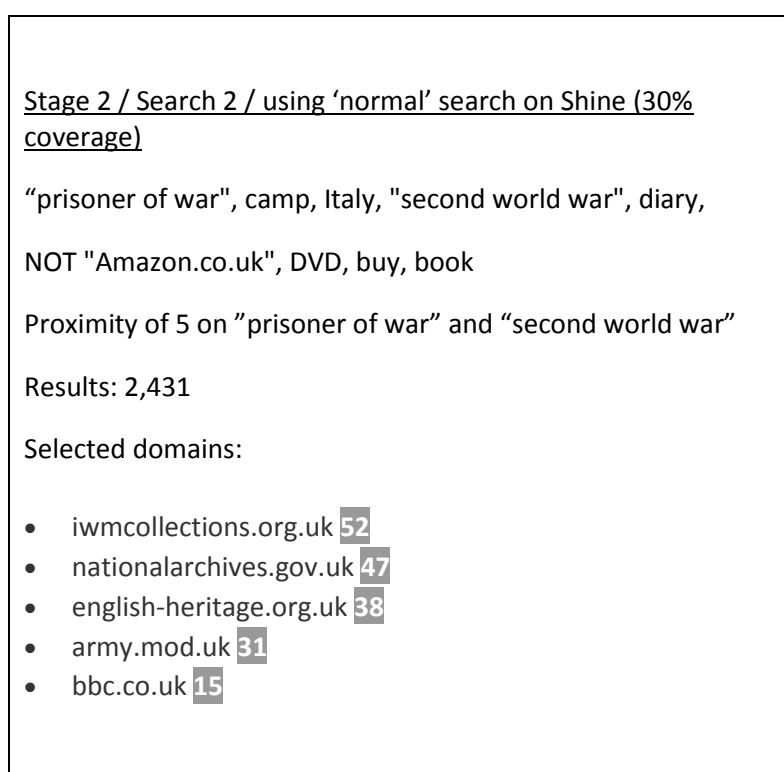 Stage 2 / Search 2 / using ‘normal’ search on Shine (30%
coverage)
“prisoner of war", camp, Italy, "second world war", diary,
NOT "Amazon.co.uk", DVD, buy, book
Proximity of 5 on ”prisoner of war” and “second world war”
Results: 2,431
Selected domains:
• iwmcollections.org.uk 52
• nationalarchives.gov.uk 47
• english-heritage.org.uk 38
• army.mod.uk 31
• bbc.co.uk 15